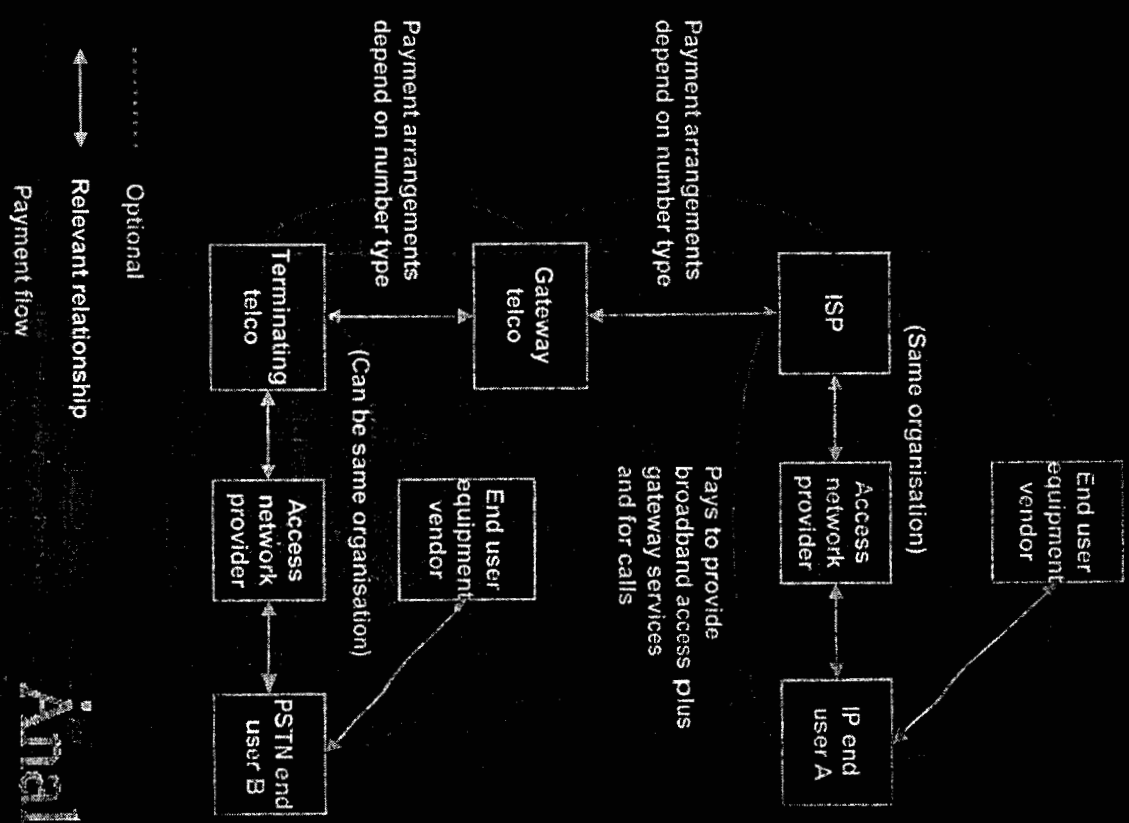 End user
equipment
vendor
(Same organisation)
ISP
Access
network
provider
IP end
user A
Payment arrangements
depend on number type
Pays to provide
broadband access plus
gateway services
and for calls
Gateway
telco
End user
equipment
vendor
Payment arrangements
depend on number type
(Can be same organisation)
Terminating
telco
Access
network
provider
PSTN end
user B
Optional
Relevant relationship
Payment flow